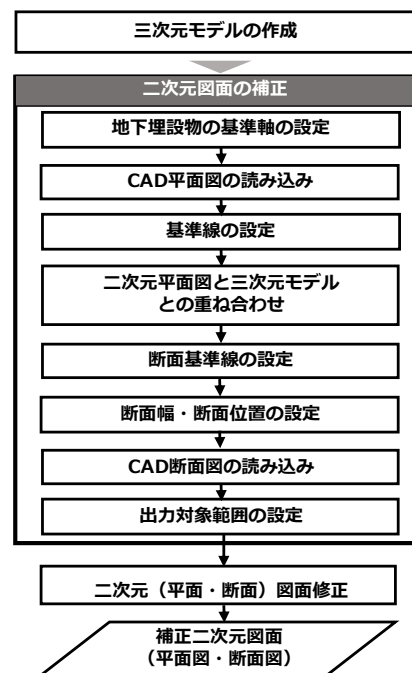 三次元モデルの作成
二次元図面の補正
地下埋設物の基準軸の設定
CAD平面図の読み込み
基準線の設定
二次元平面図と三次元モデル
との重ね合わせ
断面基準線の設定
断面幅・断面位置の設定
CAD断面図の読み込み
出力対象範囲の設定
二次元（平面・断面）図面修正
補正二次元図面
（平面図・断面図）